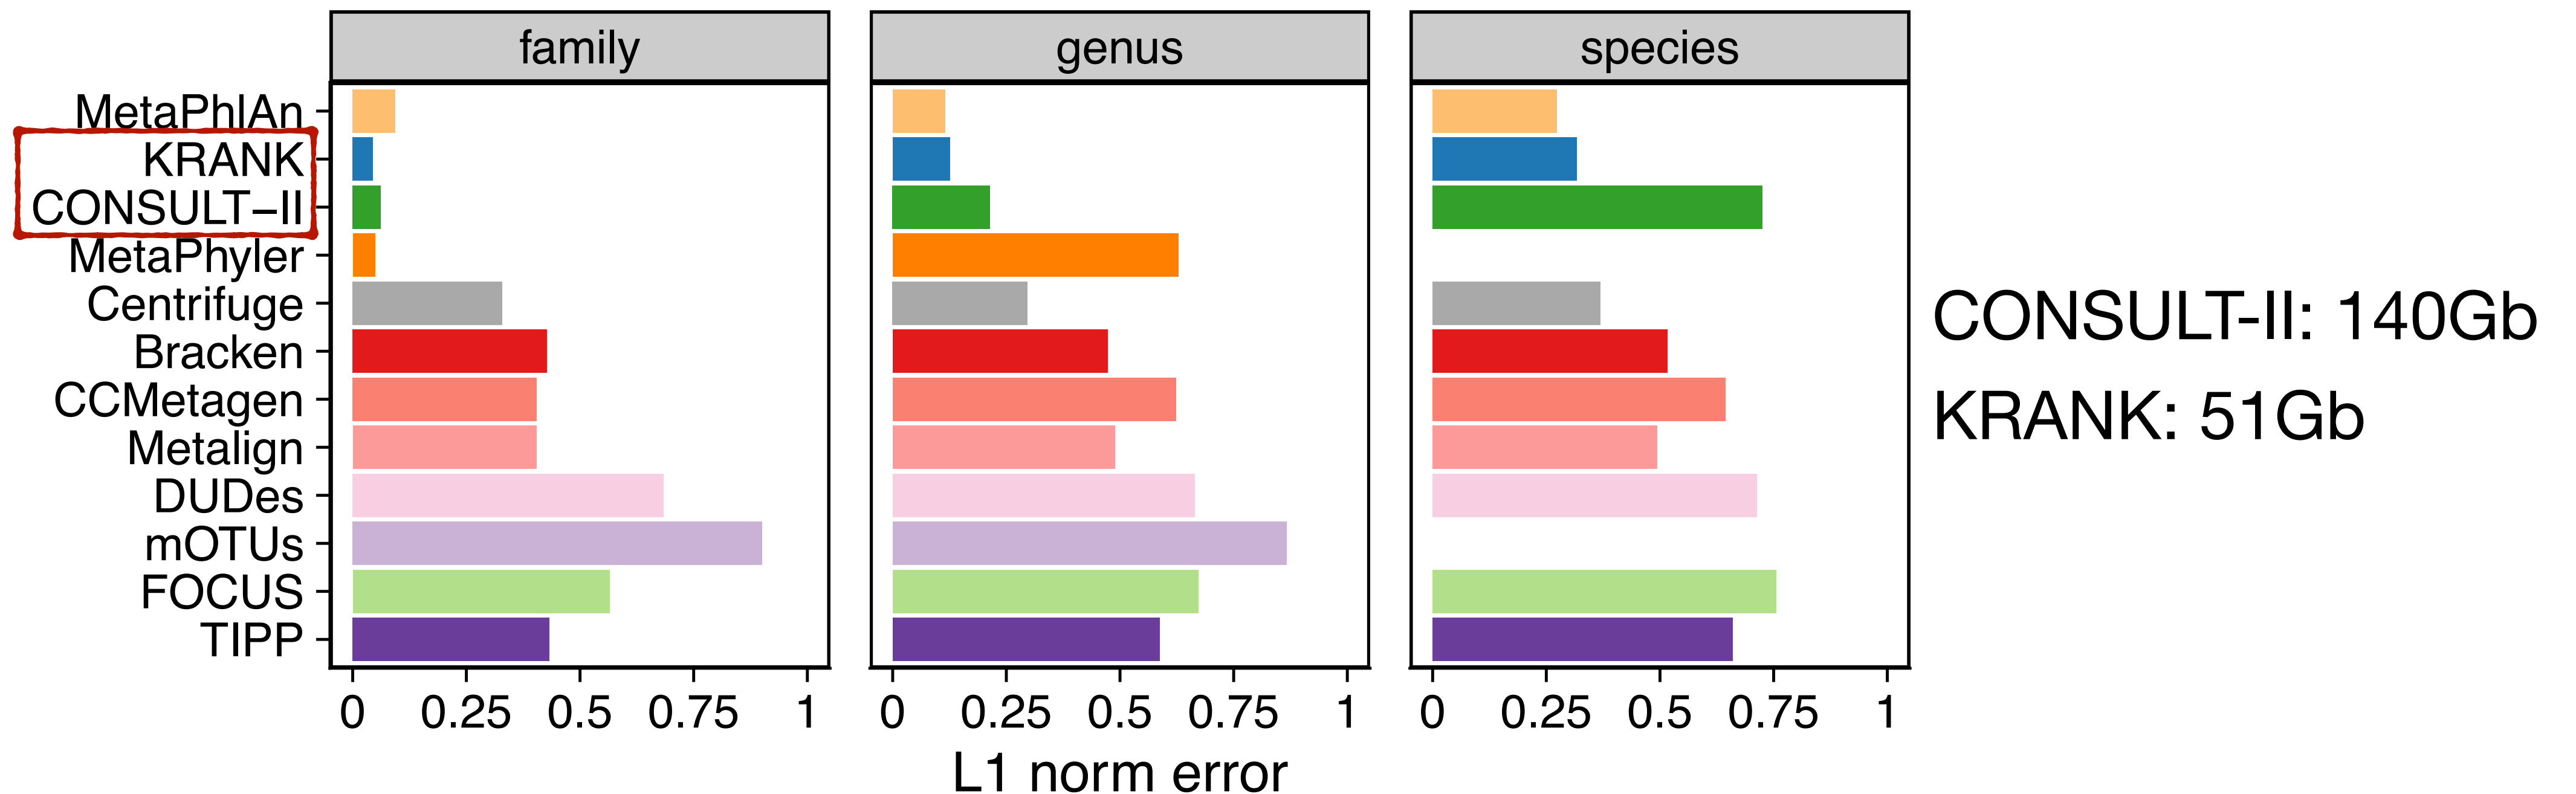 family
genus
species
MetaPhlAn
KRANK
CONSULT–II
MetaPhyler
Centrifuge
Bracken
CCMetagen
Metalign
DUDes
mOTUs
FOCUS
TIPP
0 0.25 0.5 0.75 1
0 0.25 0.5 0.75 1
0 0.25 0.5 0.75 1
L1 norm error
CONSULT-II: 140Gb
KRANK: 51Gb